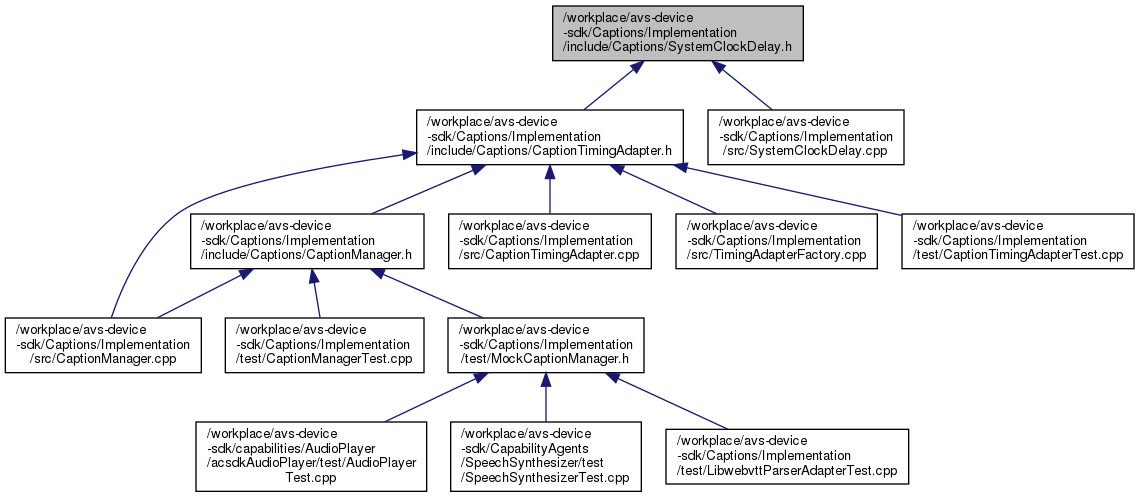 /workplace/avs-device
-sdk/Captions/Implementation
/include/Captions/SystemClockDelay.h
/workplace/avs-device
-sdk/Captions/Implementation
/include/Captions/CaptionTimingAdapter.h
/workplace/avs-device
-sdk/Captions/Implementation
/src/SystemClockDelay.cpp
/workplace/avs-device
-sdk/Captions/Implementation
/include/Captions/CaptionManager.h
/workplace/avs-device
-sdk/Captions/Implementation
/src/CaptionTimingAdapter.cpp
/workplace/avs-device
-sdk/Captions/Implementation
/src/TimingAdapterFactory.cpp
/workplace/avs-device
-sdk/Captions/Implementation
/test/CaptionTimingAdapterTest.cpp
/workplace/avs-device
-sdk/Captions/Implementation
/src/CaptionManager.cpp
/workplace/avs-device
-sdk/Captions/Implementation
/test/CaptionManagerTest.cpp
/workplace/avs-device
-sdk/Captions/Implementation
/test/MockCaptionManager.h
/workplace/avs-device
-sdk/capabilities/AudioPlayer
/acsdkAudioPlayer/test/AudioPlayer
Test.cpp
/workplace/avs-device
-sdk/CapabilityAgents
/SpeechSynthesizer/test
/SpeechSynthesizerTest.cpp
/workplace/avs-device
-sdk/Captions/Implementation
/test/LibwebvttParserAdapterTest.cpp